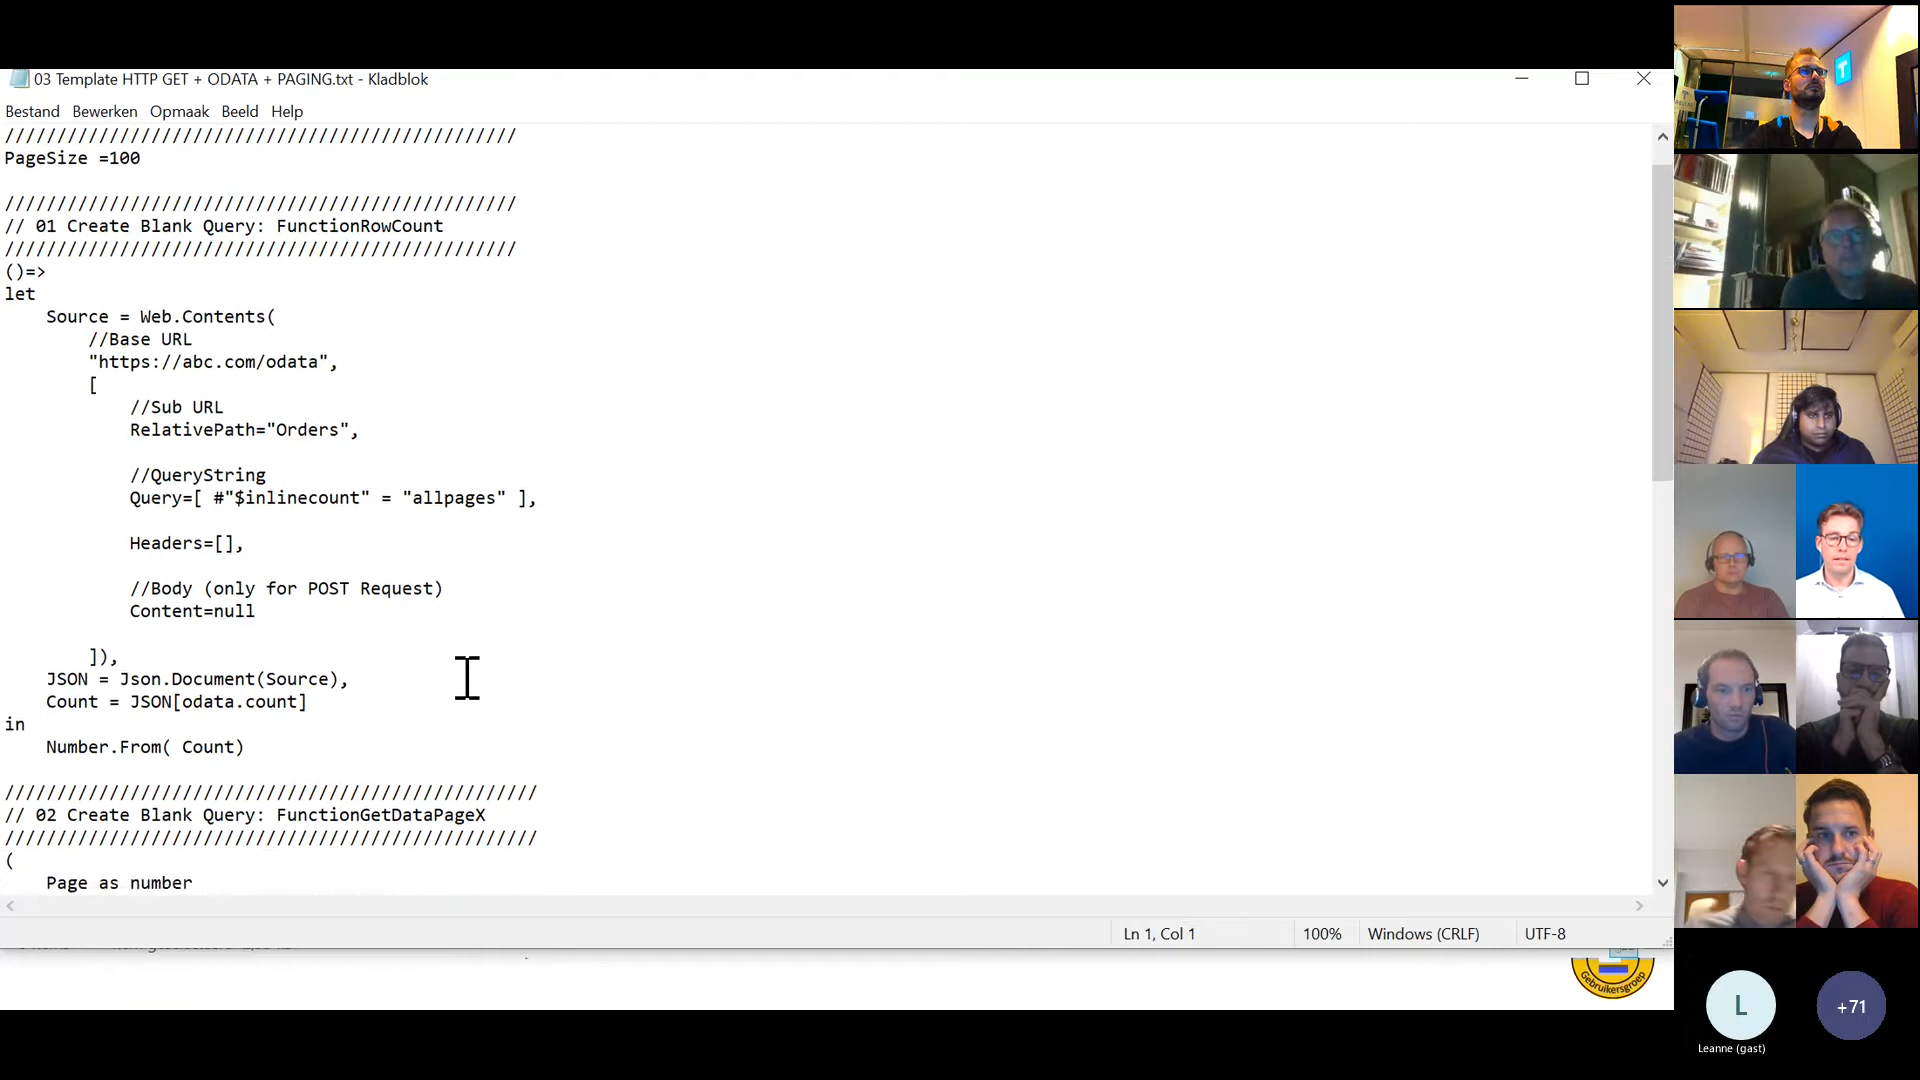 03 Template HTTP GET + ODATA + PAGING.txt - Kladblok
Bestand Bewerken Opmaak Beeld Help
/////////////////////////////////////////////////
PageSize =100
/////////////////////////////////////////////////
// 01 Create Blank Query: FunctionRowCount
/////////////////////////////////////////////////
()=>
let
Source = Web.Contents(
//Base URL
"https://abc.com/odata",
[
//Sub URL
RelativePath="Orders",
//QueryString
Query=[ #"$inlinecount" = "allpages" ],
Headers=[],
//Body (only for POST Request)
Content=null
]),
JSON = Json.Document(Source),
Count = JSON[odata.count]
in
Number.From( Count)
///////////////////////////////////////////////////
// 02 Create Blank Query: FunctionGetDataPageX
///////////////////////////////////////////////////
(
Page as number
Ln 1, Col 1 100% Windows (CRLF) UTF-8
Gebruikersgroep
T
L
+71
Leanne (gast)